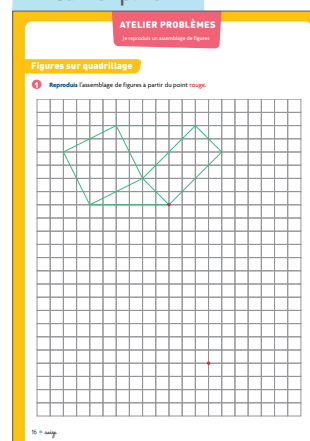 ATELIER PROBLÈMES
Je reproduis un assemblage de figures
Figures sur quadrillage
1 Reproduis l'assemblage de figures à partir du point rouge.
16